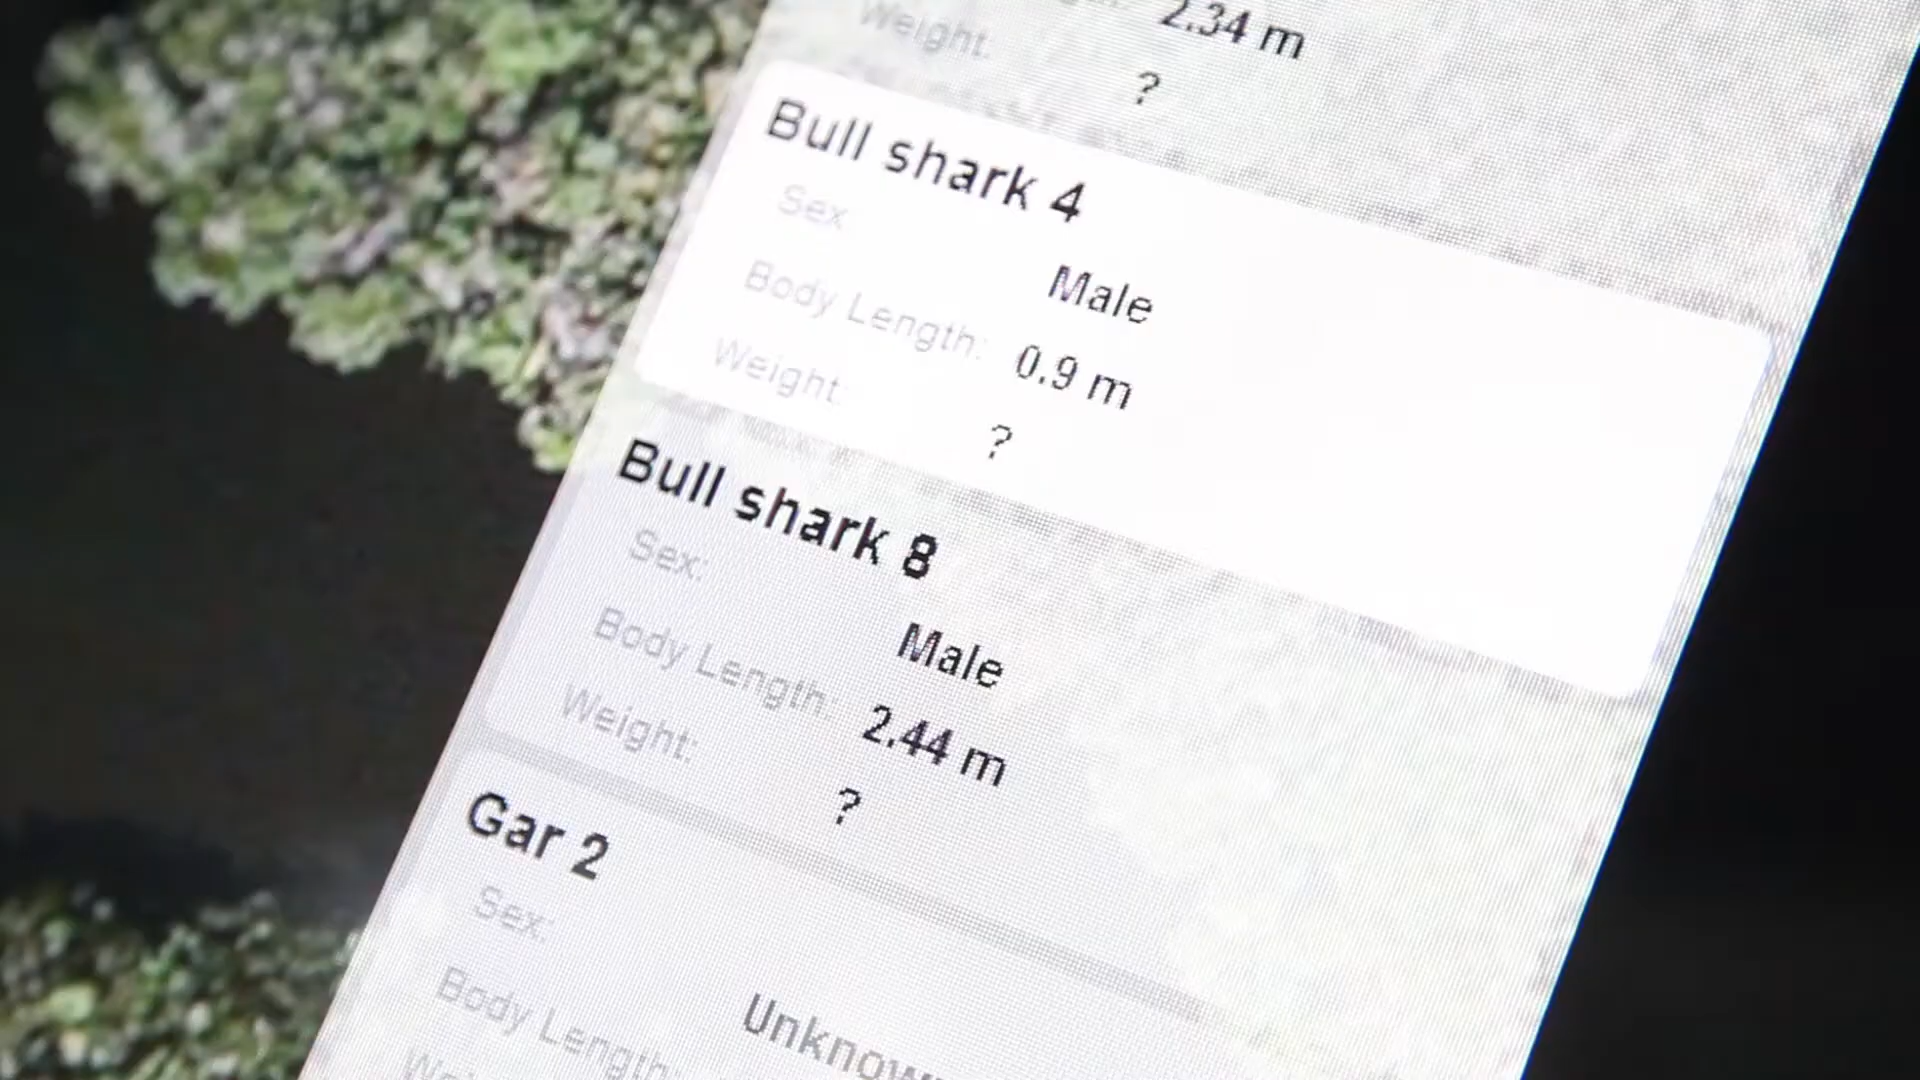 2.34 m
Weight:
?
Bull shark 4
Sex
Male
Body Length: 0.9 m
Weight:
?
Bull shark 8
Sex:
Male
Body Length: 2.44 m
Weight:
?
Gar 2
Sex:
Body Length: